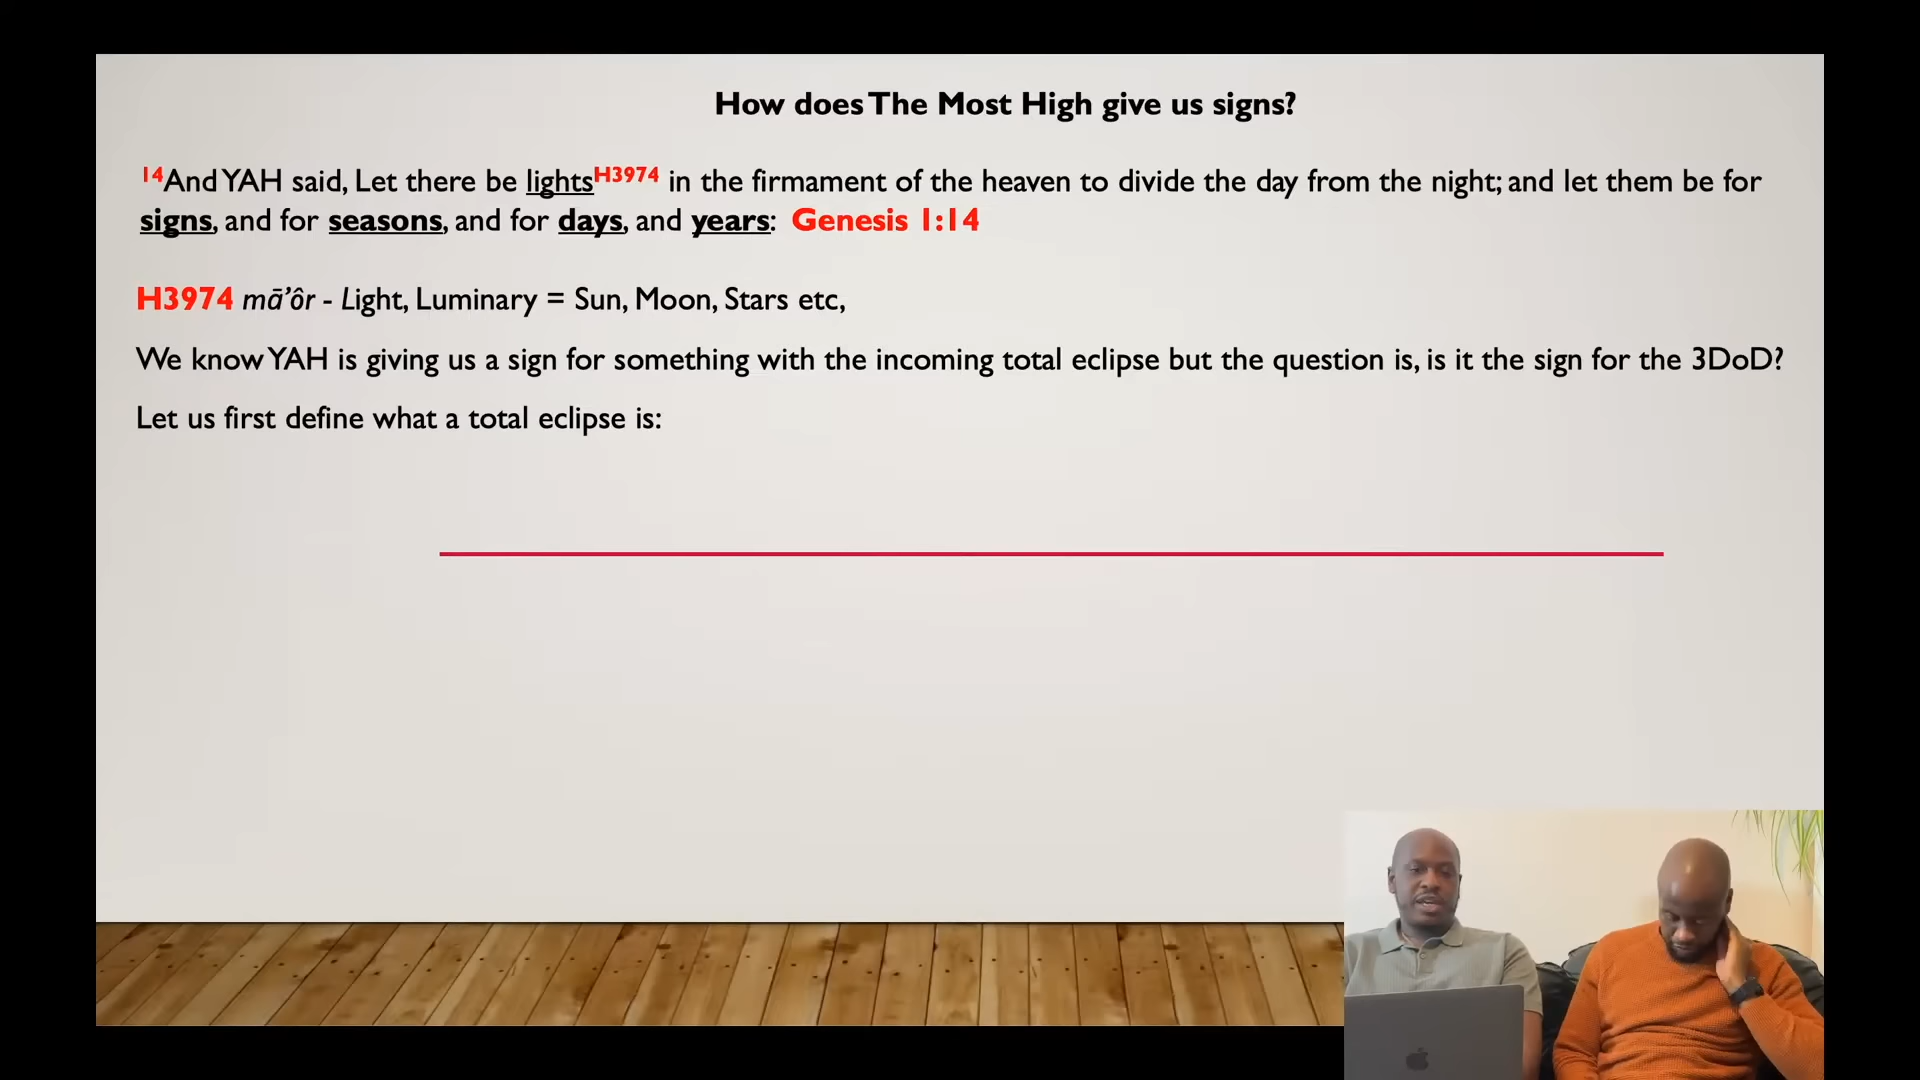 How does The Most High give us signs?
14And YAH said, Let there be lightsH3974 in the firmament of the heaven to divide the day from the night; and let them be for
signs, and for seasons, and for days, and years: Genesis 1:14
H3974 mā’ôr - Light, Luminary = Sun, Moon, Stars etc,
We know YAH is giving us a sign for something with the incoming total eclipse but the question is, is it the sign for the 3DoD?
Let us first define what a total eclipse is: